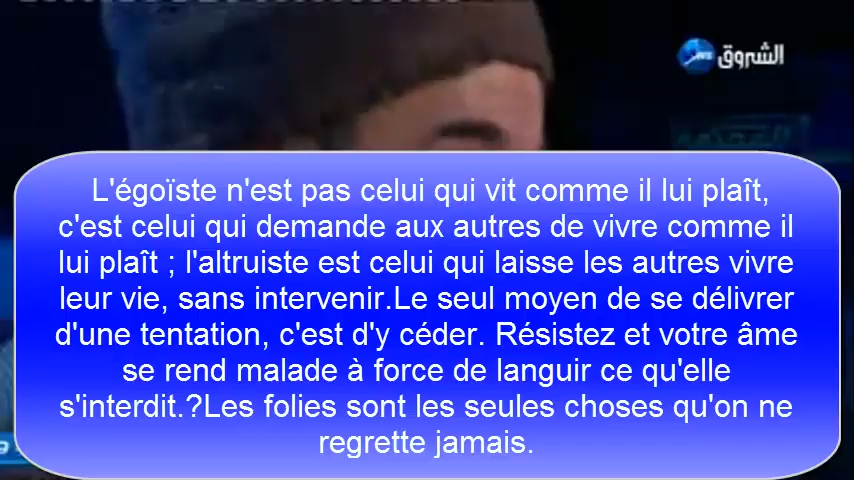 الشروق
NEWS
L'égoïste n'est pas celui qui vit comme il lui plaît,
c'est celui qui demande aux autres de vivre comme il
lui plaît ; l'altruiste est celui qui laisse les autres vivre
leur vie, sans intervenir.Le seul moyen de se délivrer
d'une tentation, c'est d'y céder. Résistez et votre âme
se rend malade à force de languir ce qu'elle
s'interdit.?Les folies sont les seules choses qu'on ne
regrette jamais.